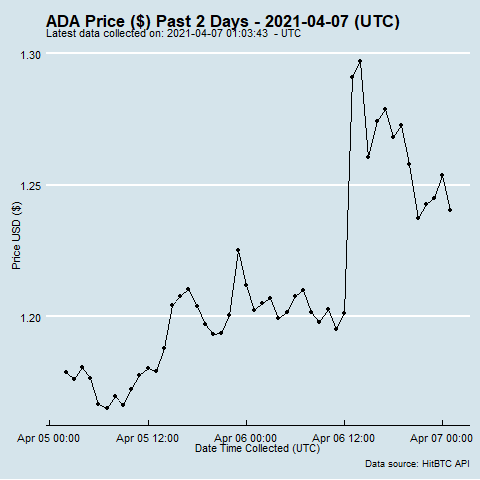 ADA Price ($) Past 2 Days - 2021-04-07 (UTC)
Latest data collected on: 2021-04-07 01:03:43 - UTC
1.30
1.25
1.20
Price USD ($)
Apr 05 00:00
Apr 05 12:00
Apr 06 00:00
Apr 06 12:00
Apr 07 00:00
Date Time Collected (UTC)
Data source: HitBTC API